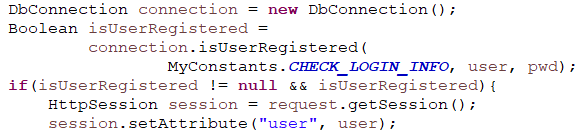 DbConnection connection = new DbConnection();
Boolean isUserRegistered =
connection.isUserRegistered(
MyConstants.CHECK_LOGIN_INFO, user, pwd);
if(isUserRegistered != null && isUserRegistered){
HttpSession session = request.getSession();
session.setAttribute("user", user);